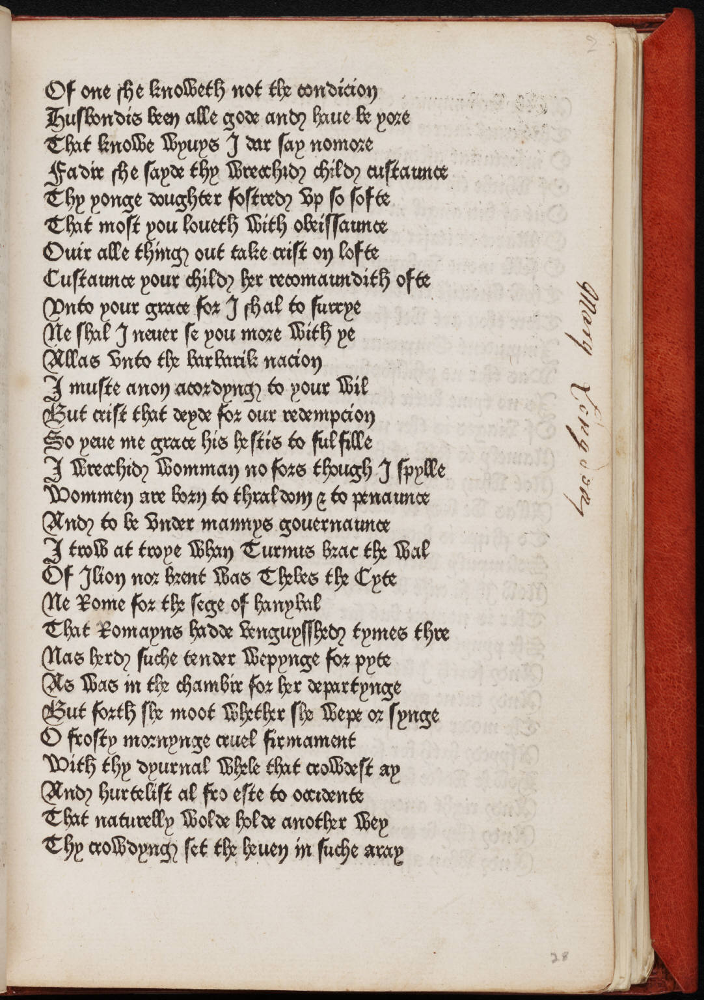 2
Of one she knoweth not the condicion
Husbondis been alle gode and haue be yore
That knowe wyuys I dar say nomore
Fadir she sayde thy wrecchid child custaunce
Thy yonge doughter fostred vp so softe
That most you loueth with obeissaunce
Ouir alle thing out take crist on lofte
Custaunce your child her recomaundith ofte
Vnto your grace for I shal to surrye
Ne shal I neuer se you more with ye
Allas vnto the barbarik nacion
I muste anon acordyng to your wil
But crist that deyde for our redempcion
So yeue me grace his hestis to fulfille
I wrecchid womman no fors though I spylle
Wommen are born to thraldom & to penaunce
And to be vnder mannys gouernaunce
I trow at troye whan Turmus brac the wal
Of Ilion nor brent was Thebes the Cyte
Ne Rome for the sege of hanybal
That Romayns hadde venguysshed tymes thre
Nas herd suche tender wepynge for pyte
As was in the chambir for her departynge
But forth she moot whether she wepe or synge
O frosty mornynge cruel firmament
With thy dyurnal whele that crowdest ay
And hurtelist al fro este to occidente
That naturelly wolde holde another wey
Thy crowdyng set the heuen in suche aray
Mary
28